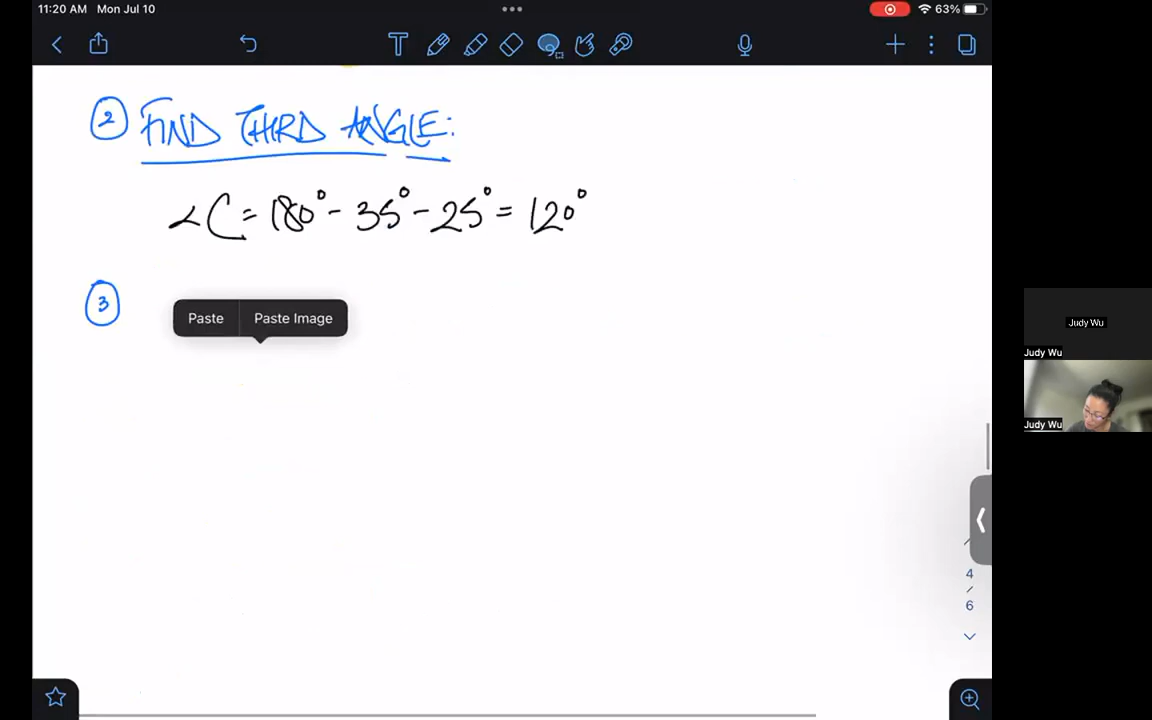 11:20 AM Mon Jul 10
63%
T
2 FIND THIRD ANGLE:
∠C = 180° - 35° - 25° = 120°
3
Paste Paste Image
4
/
6
Judy Wu
Judy Wu
Judy Wu